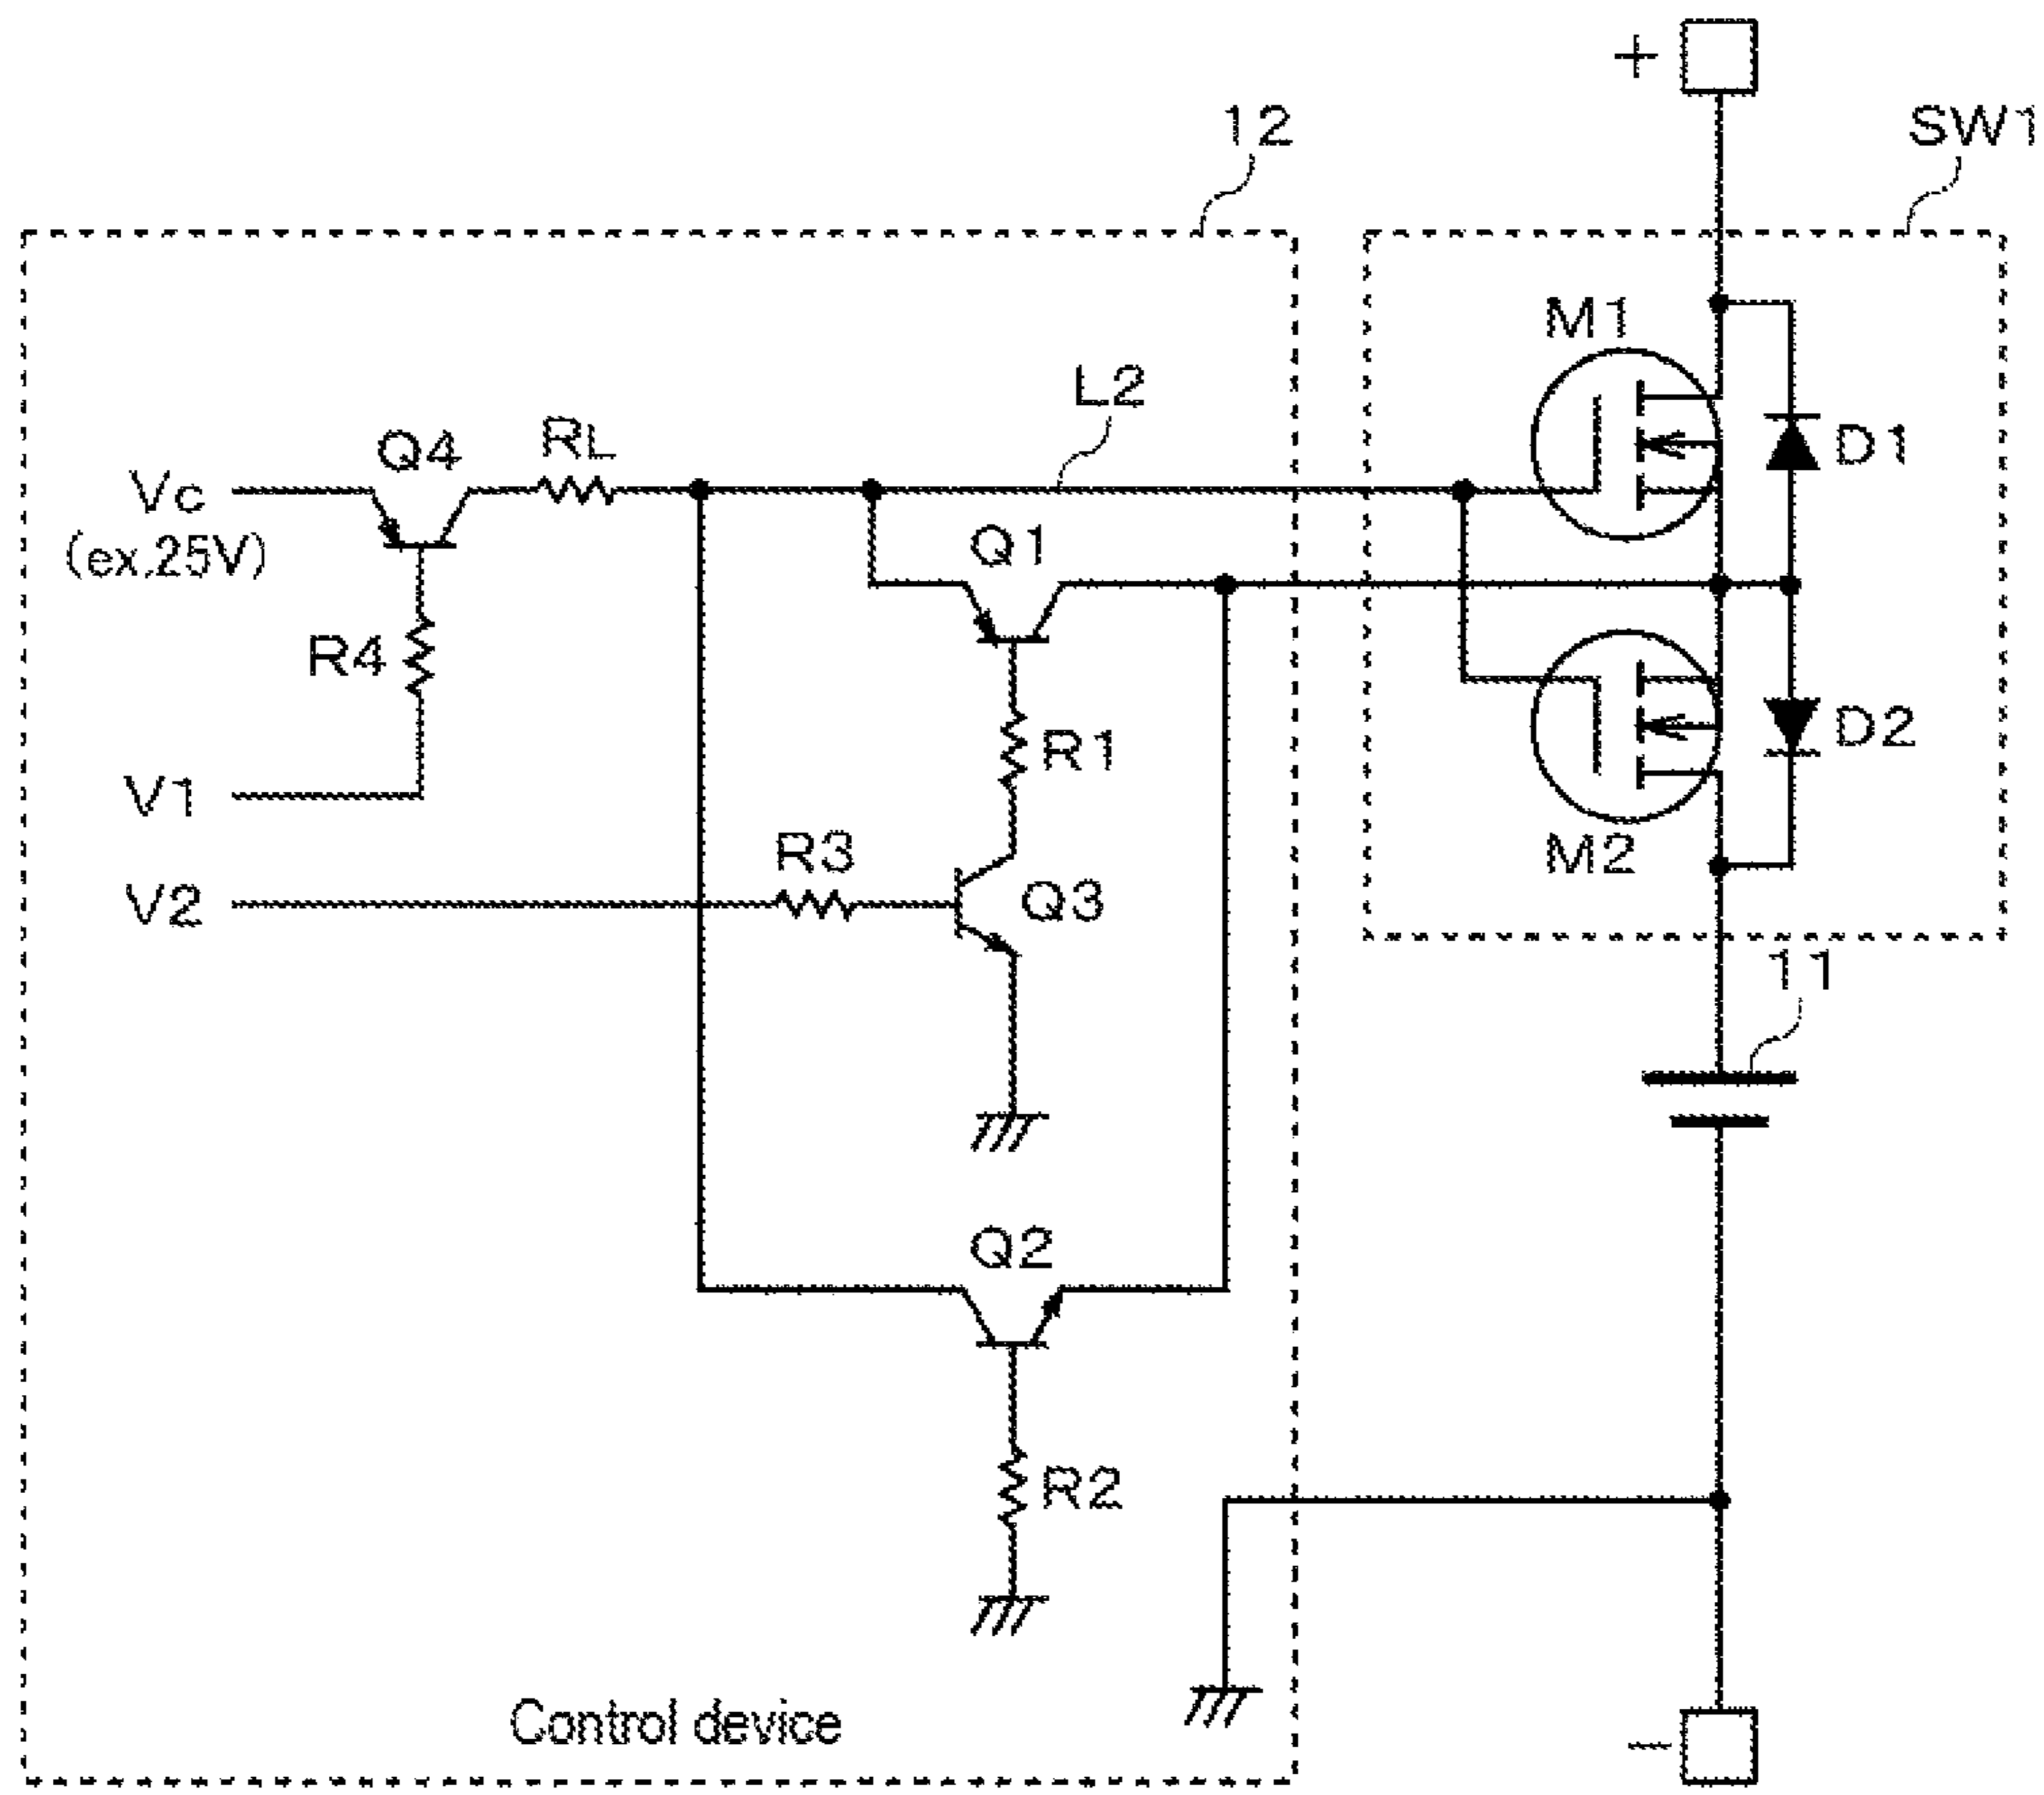 +
12
SW1
M1
L2
Q4
RL
D1
Vc
(ex.25V)
Q1
R4
D2
R1
V1
R3
M2
V2
Q3
11
Q2
R2
Control device
−